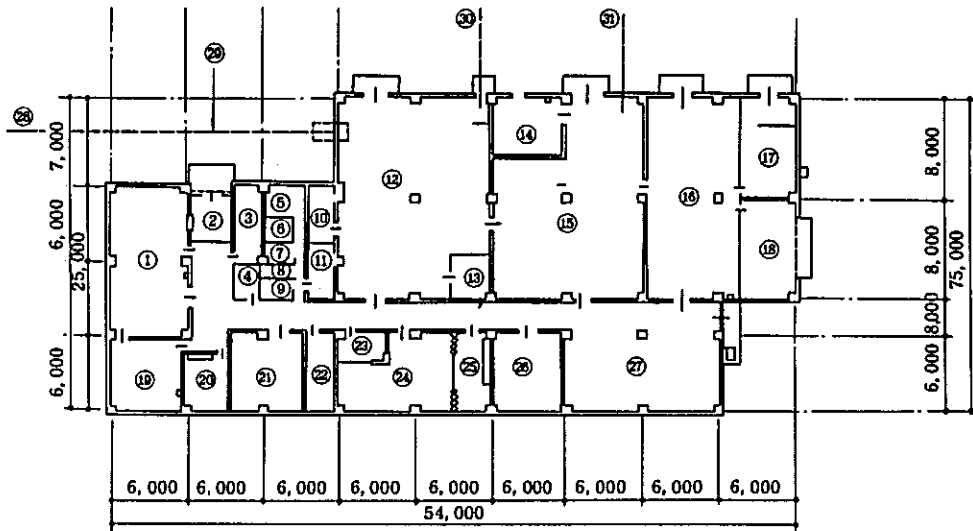 ㉚ ㉛
㉙
㉘
7,000
6,000
25,000
6,000
8,000
8,000
8,000
6,000
75,000
⑭ ⑰
⑤ ⑩ ⑫ ⑮ ⑯
② ③ ⑥
① ⑦ ⑪ ⑱
④ ⑧ ⑬
⑨
㉓
⑲ ⑳ ㉑ ㉒ ㉔ ㉕ ㉖ ㉗
6,000 6,000 6,000 6,000 6,000 6,000 6,000 6,000 6,000
54,000